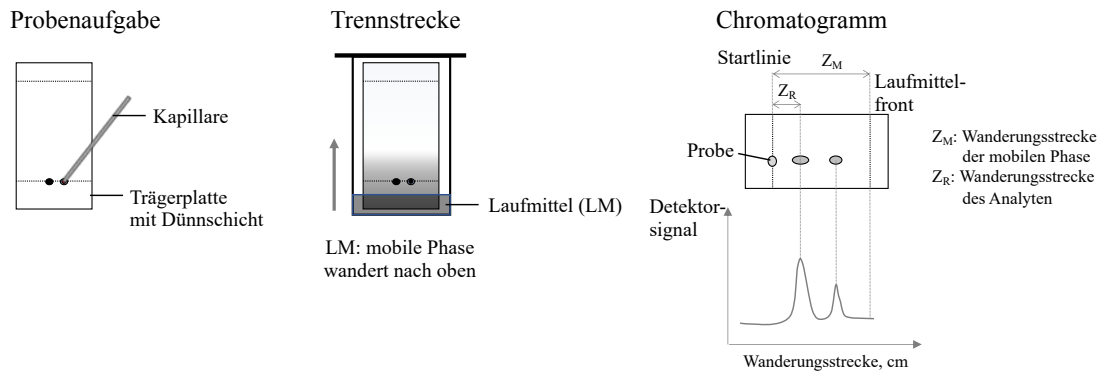 Probenaufgabe
Kapillare
Trägerplatte
mit Dünnschicht
Trennstrecke
Laufmittel (LM)
LM: mobile Phase
wandert nach oben
Chromatogramm
Startlinie
Z_M
Z_R
Laufmittel-
front
Probe
Z_M: Wanderungsstrecke
der mobilen Phase
Z_R: Wanderungsstrecke
des Analyten
Detektor-
signal
Wanderungsstrecke, cm